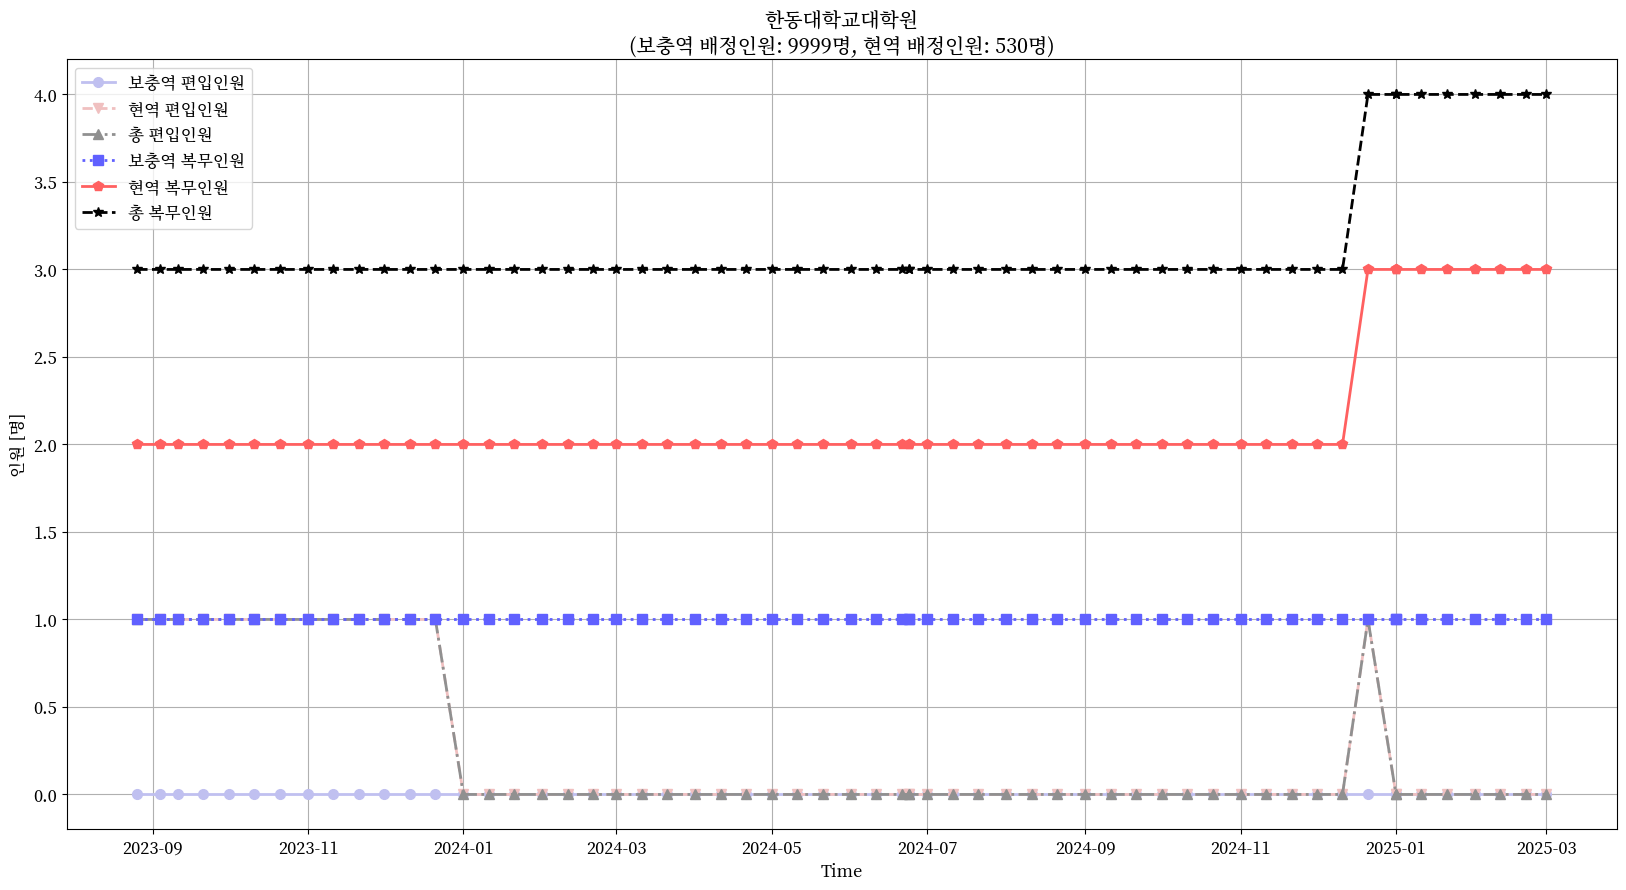 한동대학교대학원
(보충역 배정인원: 9999명, 현역 배정인원: 530명)
보충역 편입인원
현역 편입인원
총 편입인원
보충역 복무인원
현역 복무인원
총 복무인원
인원 [명]
4.0
3.5
3.0
2.5
2.0
1.5
1.0
0.5
0.0
2023-09
2023-11
2024-01
2024-03
2024-05
2024-07
2024-09
2024-11
2025-01
2025-03
Time